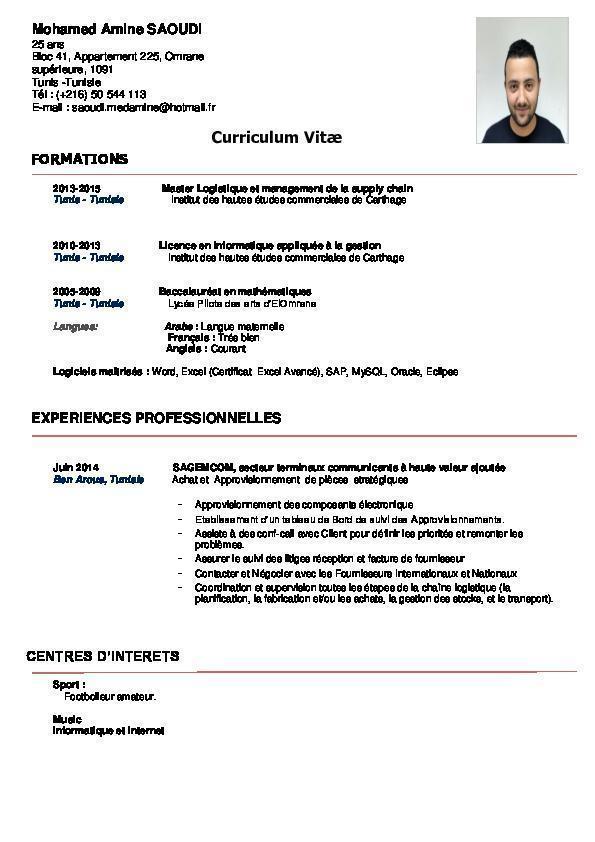 Mohamed Amine SAOUDI
25 ans
Bloc 41, Appartement 225, Omrane
supérieure, 1091
Tunis -Tunisie
Tél : (+216) 50 544 113
E-mail : saoudi.medamine@hotmail.fr
Curriculum Vitæ
FORMATIONS
2013-2015 Master Logistique et management de la supply chain
Tunis - Tunisie Institut des hautes études commerciales de Carthage
2010-2013 Licence en informatique appliquée à la gestion
Tunis - Tunisie Institut des hautes études commerciales de Carthage
2005-2009 Baccalauréat en mathématiques
Tunis - Tunisie Lycée Pilote des arts d'ElOmrane
Langues: Arabe : Langue maternelle
Français : Trés bien
Anglais : Courant
Logiciels maitrisés : Word, Excel (Certificat Excel Avancé), SAP, MySQL, Oracle, Eclipse
EXPERIENCES PROFESSIONNELLES
Juin 2014 SAGEMCOM, secteur terminaux communicants à haute valeur ajoutée
Ben Arous, Tunisie Achat et Approvisionnement de pièces stratégiques
- Approvisionnement des composants électronique
- Etablissement d'un tableau de Bord de suivi des Approvisionnements.
- Assiste à des conf-call avec Client pour définir les priorités et remonter les
problèmes.
- Assurer le suivi des litiges réception et facture de fournisseur
- Contacter et Négocier avec les Fournisseurs Internationaux et Nationaux
- Coordination et supervision toutes les étapes de la chaîne logistique (la
planification, la fabrication et/ou les achats, la gestion des stocks, et le transport).
CENTRES D'INTERETS
Sport :
Footballeur amateur.
Music
Informatique et Internet